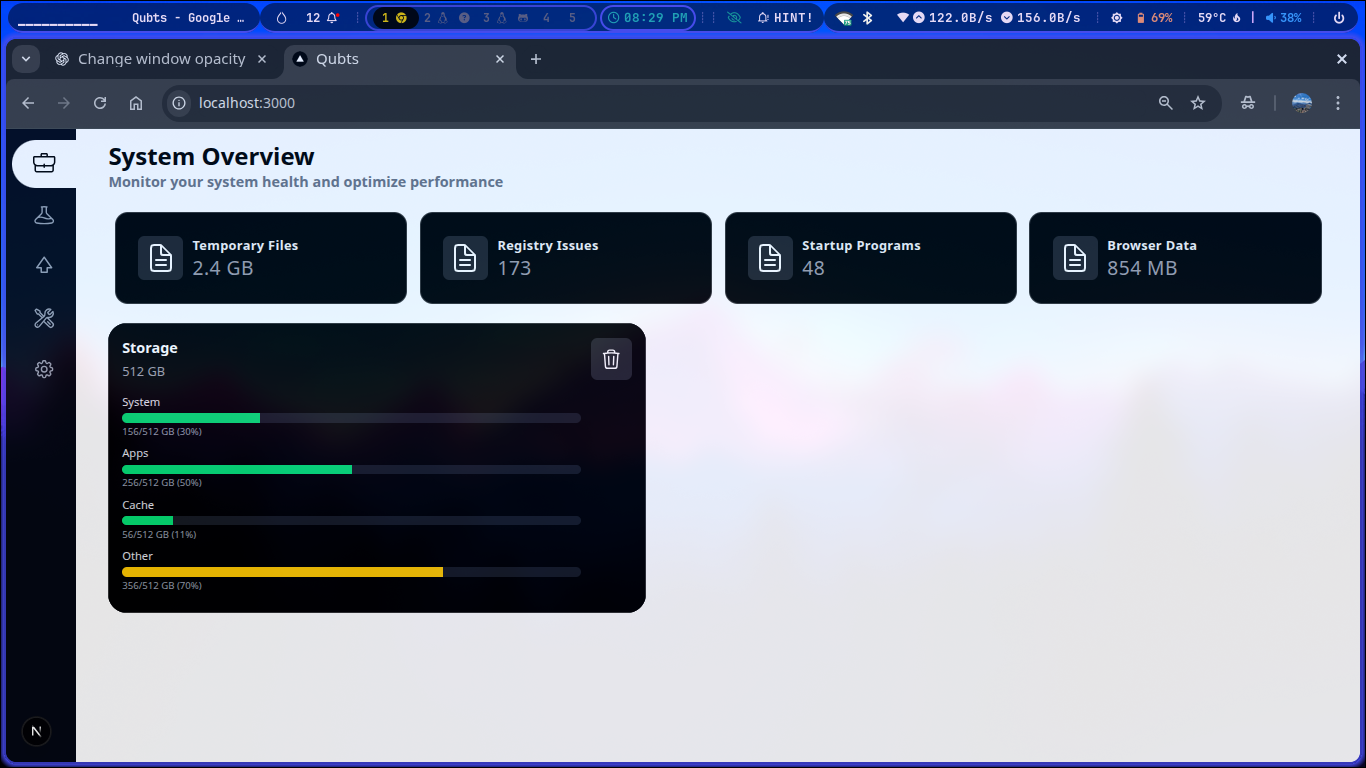 Qubts - Google …
12
1
2
3
4
5
08:29 PM
HINT!
122.0B/s
156.0B/s
69%
59°C
38%
Change window opacity
Qubts
localhost:3000
System Overview
Monitor your system health and optimize performance
Temporary Files
2.4 GB
Registry Issues
173
Startup Programs
48
Browser Data
854 MB
Storage
512 GB
System
156/512 GB (30%)
Apps
256/512 GB (50%)
Cache
56/512 GB (11%)
Other
356/512 GB (70%)
N